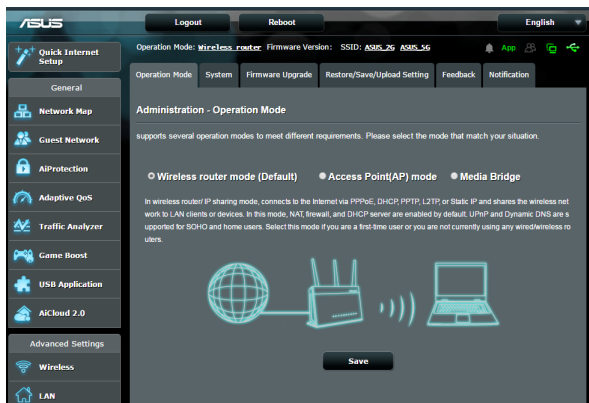 ASUS
Logout
Reboot
English
Quick Internet Setup
Operation Mode: Wireless router Firmware Version: SSID: ASUS_2G ASUS_5G
App
General
Network Map
Guest Network
AiProtection
Adaptive QoS
Traffic Analyzer
Game Boost
USB Application
AiCloud 2.0
Advanced Settings
Wireless
LAN
Operation Mode
System
Firmware Upgrade
Restore/Save/Upload Setting
Feedback
Notification
Administration - Operation Mode
supports several operation modes to meet different requirements. Please select the mode that match your situation.
Wireless router mode (Default)
Access Point(AP) mode
Media Bridge
In wireless router/ IP sharing mode, connects to the Internet via PPPoE, DHCP, PPTP, L2TP, or Static IP and shares the wireless net
work to LAN clients or devices. In this mode, NAT, firewall, and DHCP server are enabled by default. UPnP and Dynamic DNS are s
upported for SOHO and home users. Select this mode if you are a first-time user or you are not currently using any wired/wireless ro
uters.
Save